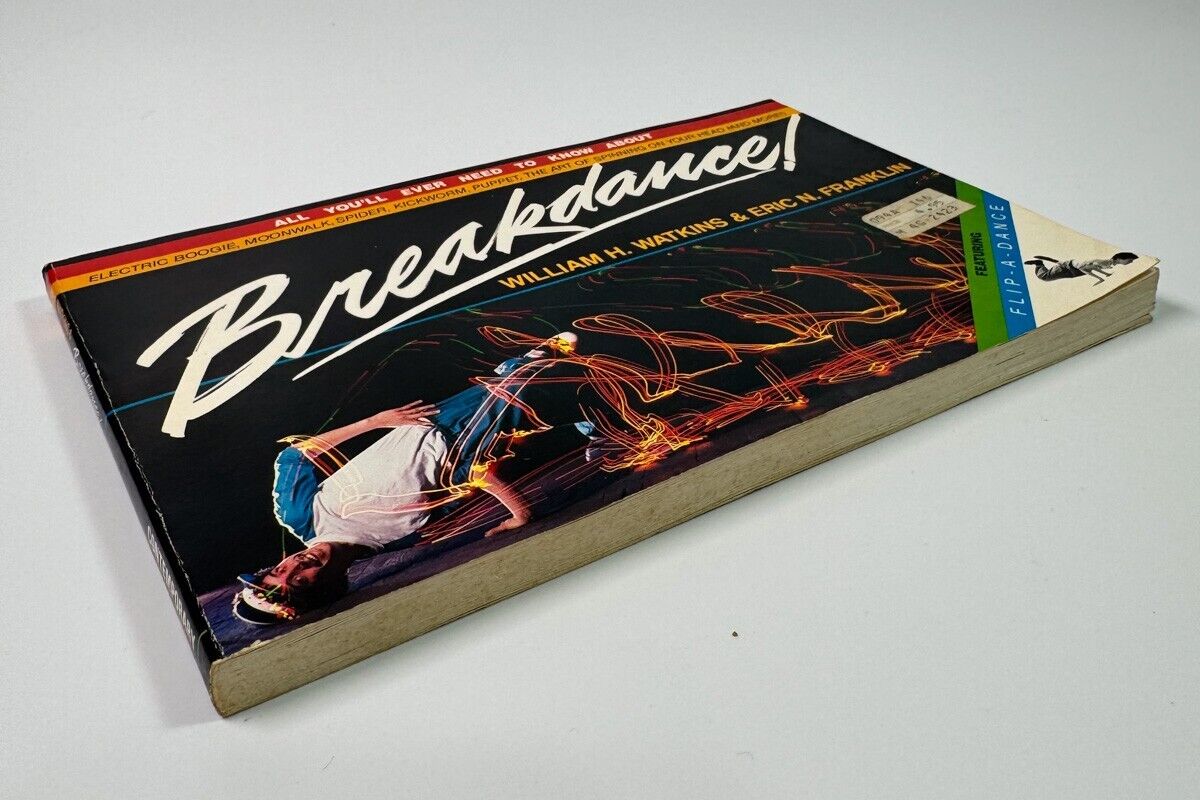 ALL YOU'LL EVER NEED TO KNOW ABOUT
ELECTRIC BOOGIE, MOONWALK, SPIDER, KICKWORM, PUPPET, THE ART OF SPINNING ON YOUR HEAD (AND MORE)
Breakdance!
WILLIAM H. WATKINS & ERIC N. FRANKLIN
FEATURING
FLIP-A-DANCE
CONTEMPORARY